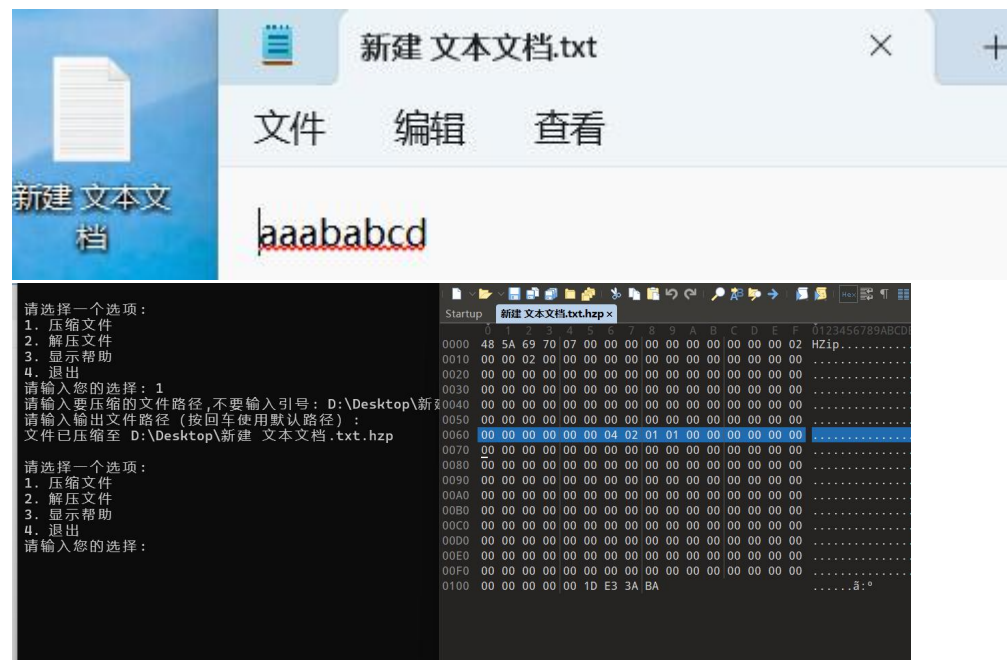 新建 文本文
档
新建 文本文档.txt
文件 编辑 查看
aaababcd
请选择一个选项:
1. 压缩文件
2. 解压文件
3. 显示帮助
4. 退出
请输入您的选择: 1
请输入要压缩的文件路径,不要输入引号: D:\Desktop\新
请输入输出文件路径 (按回车使用默认路径) :
文件已压缩至 D:\Desktop\新建 文本文档.txt.hzp
请选择一个选项:
1. 压缩文件
2. 解压文件
3. 显示帮助
4. 退出
请输入您的选择:
Hex
Startup 新建 文本文档.txt.hzp ×
0 1 2 3 4 5 6 7 8 9 A B C D E F 0123456789ABCDE
0000 48 5A 69 70 07 00 00 00 00 00 00 00 00 00 00 02 HZip...........
0010 00 00 02 00 00 00 00 00 00 00 00 00 00 00 00 00 ...............
0020 00 00 00 00 00 00 00 00 00 00 00 00 00 00 00 00 ...............
0030 00 00 00 00 00 00 00 00 00 00 00 00 00 00 00 00 ...............
0040 00 00 00 00 00 00 00 00 00 00 00 00 00 00 00 00 ...............
0050 00 00 00 00 00 00 00 00 00 00 00 00 00 00 00 00 ...............
0060 00 00 00 00 00 00 04 02 01 01 00 00 00 00 00 00 ...............
0070 00 00 00 00 00 00 00 00 00 00 00 00 00 00 00 00 ...............
0080 00 00 00 00 00 00 00 00 00 00 00 00 00 00 00 00 ...............
0090 00 00 00 00 00 00 00 00 00 00 00 00 00 00 00 00 ...............
00A0 00 00 00 00 00 00 00 00 00 00 00 00 00 00 00 00 ...............
00B0 00 00 00 00 00 00 00 00 00 00 00 00 00 00 00 00 ...............
00C0 00 00 00 00 00 00 00 00 00 00 00 00 00 00 00 00 ...............
00D0 00 00 00 00 00 00 00 00 00 00 00 00 00 00 00 00 ...............
00E0 00 00 00 00 00 00 00 00 00 00 00 00 00 00 00 00 ...............
00F0 00 00 00 00 00 00 00 00 00 00 00 00 00 00 00 00 ...............
0100 00 00 00 00 00 1D E3 3A BA ......ã:º